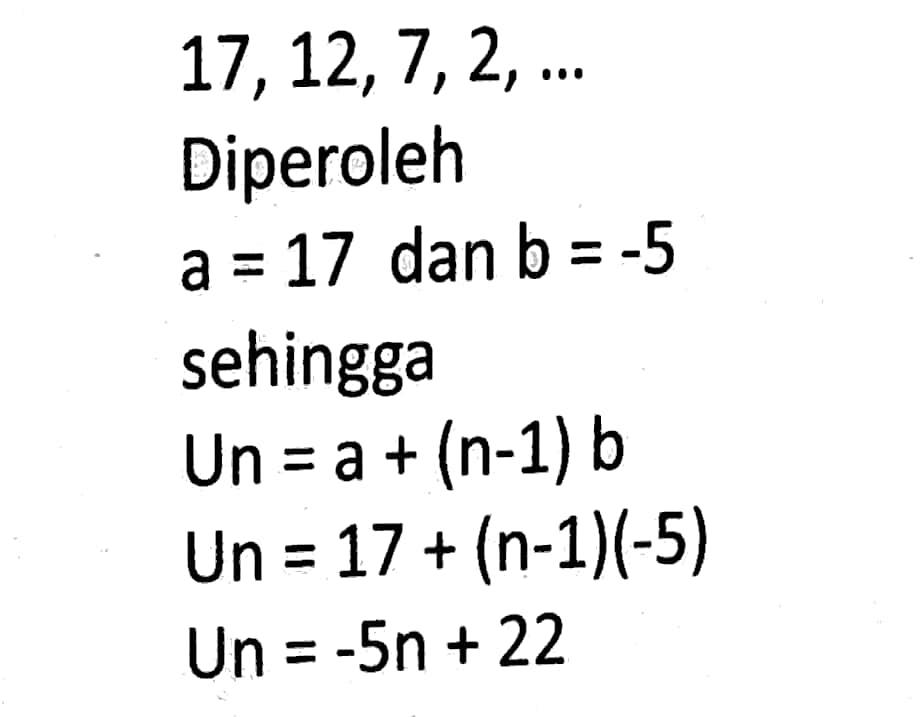 17, 12, 7, 2, ...
Diperoleh
a = 17 dan b = -5
sehingga
Un = a + (n-1) b
Un = 17 + (n-1)(-5)
Un = -5n + 22